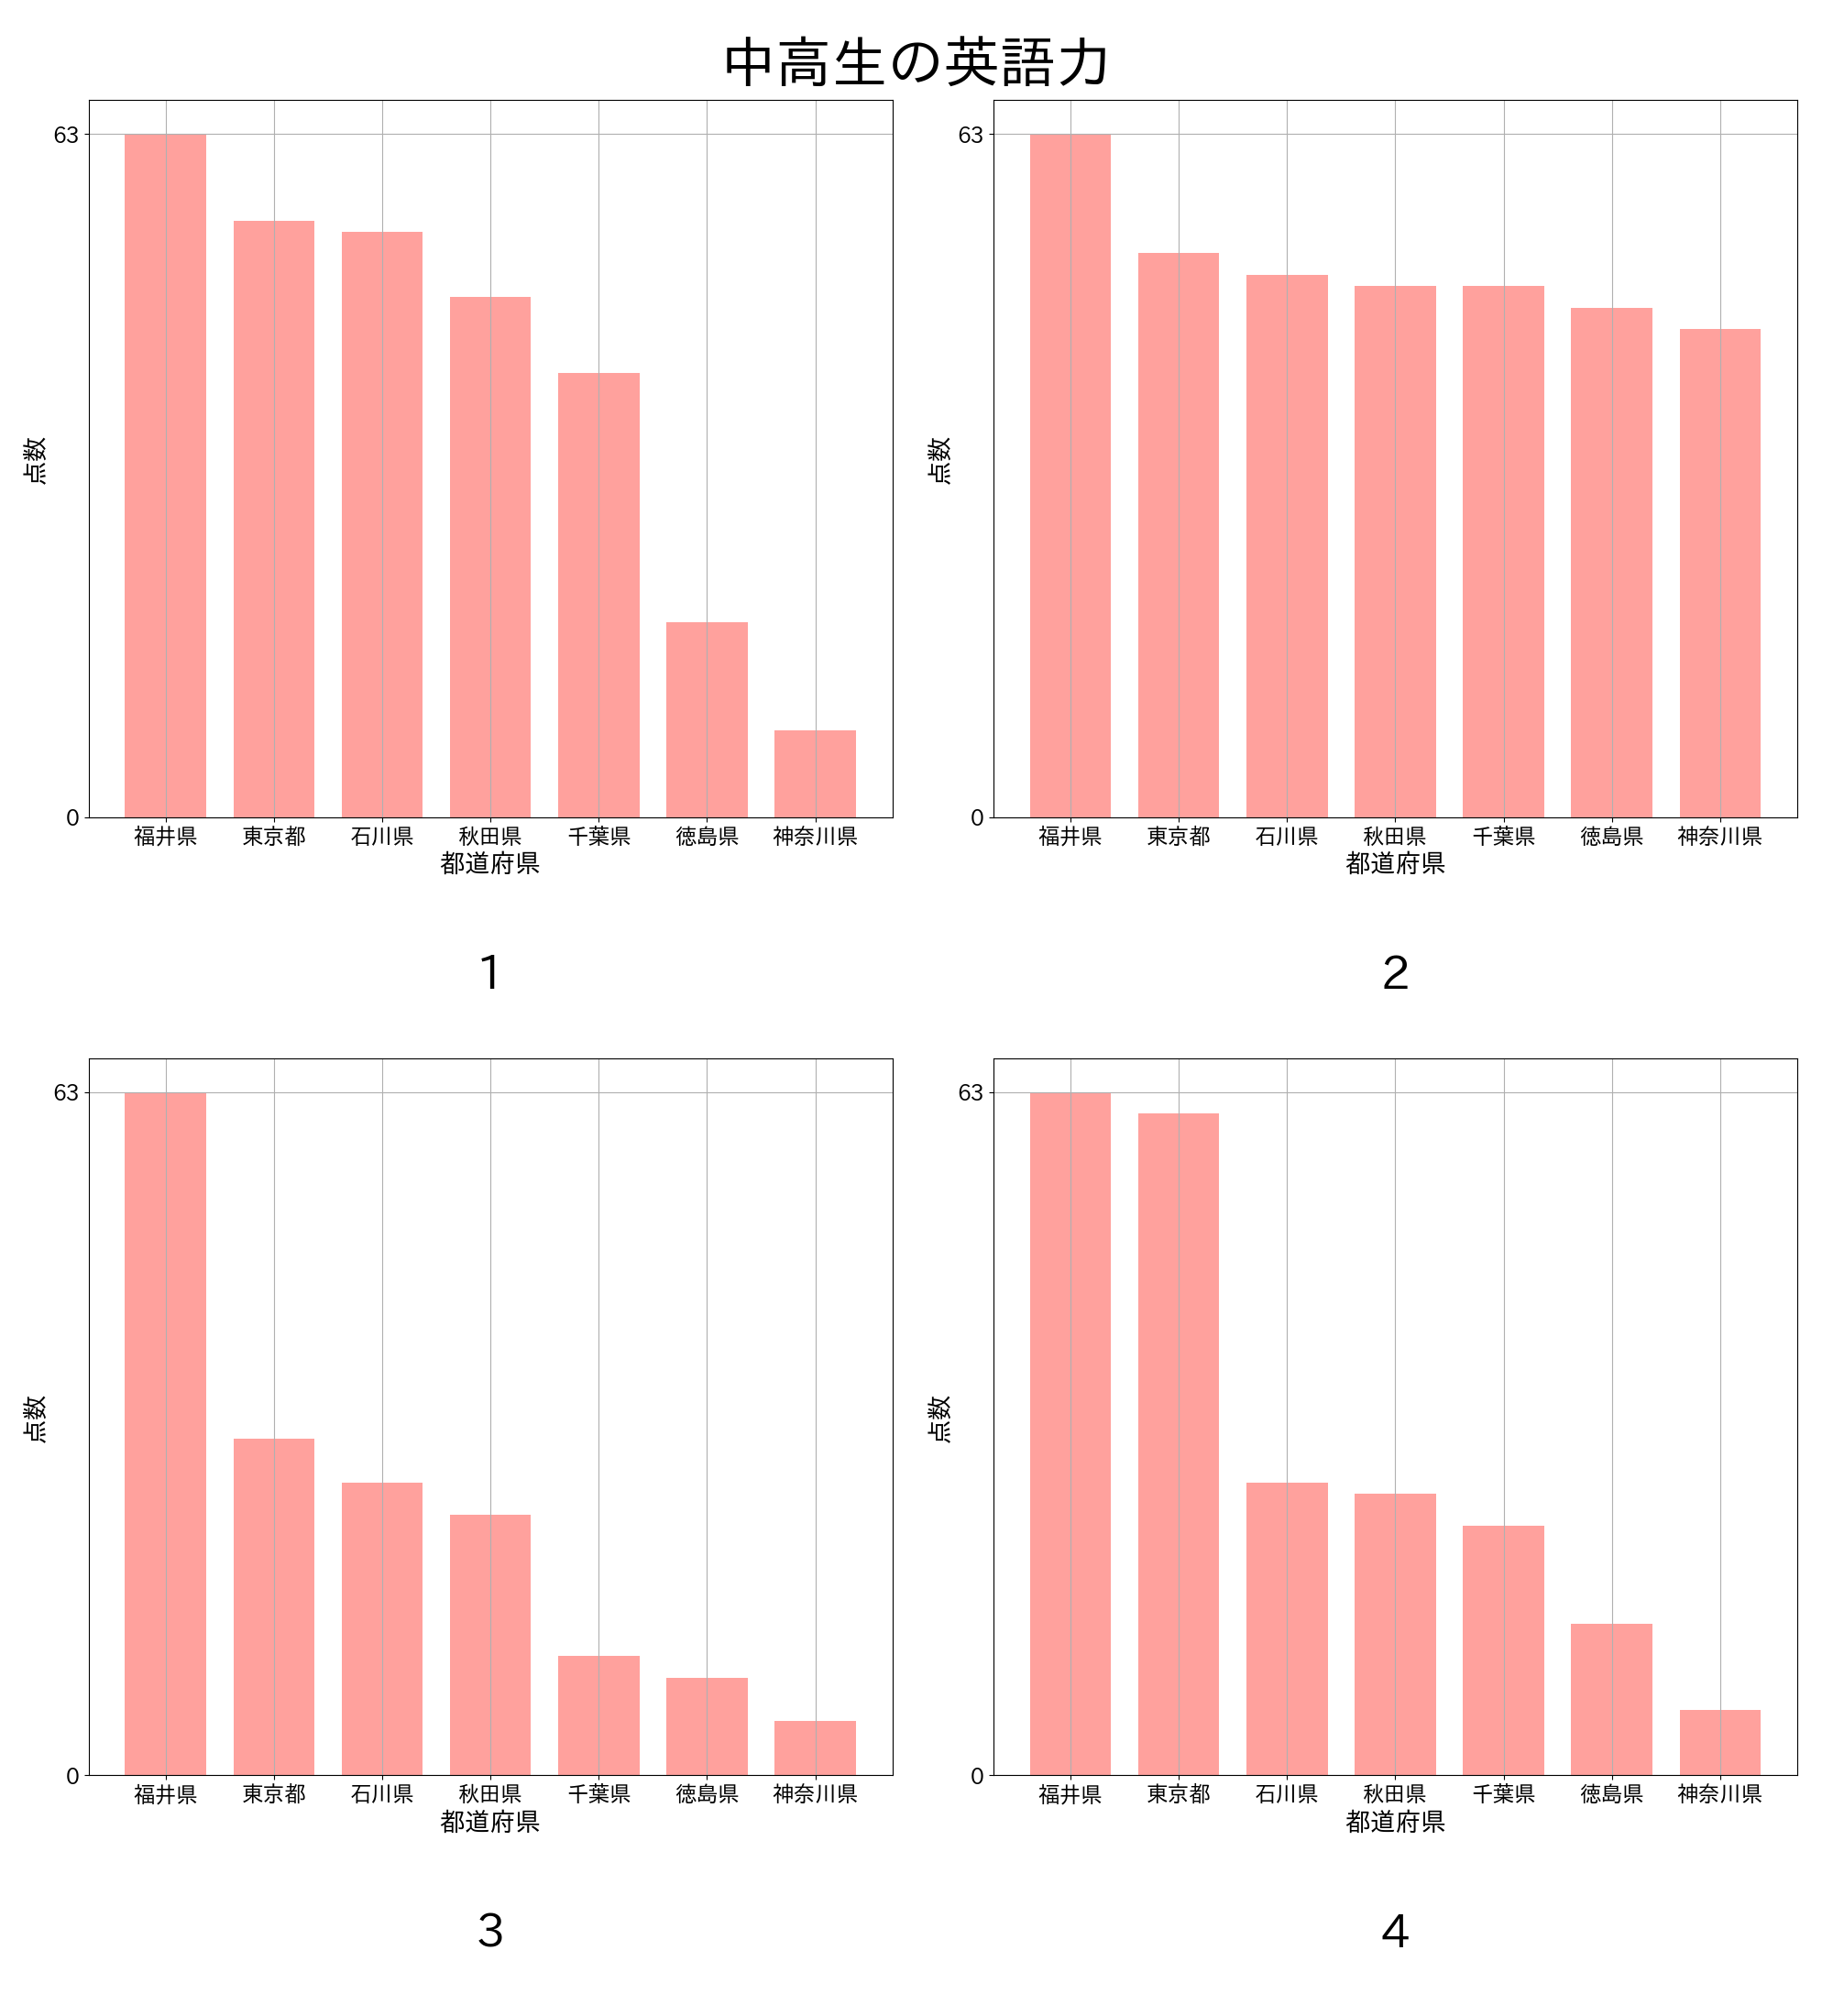 中高生の英語力
63
0
点数
福井県 東京都 石川県 秋田県 千葉県 徳島県 神奈川県
都道府県
1
63
0
点数
福井県 東京都 石川県 秋田県 千葉県 徳島県 神奈川県
都道府県
2
63
0
点数
福井県 東京都 石川県 秋田県 千葉県 徳島県 神奈川県
都道府県
3
63
0
点数
福井県 東京都 石川県 秋田県 千葉県 徳島県 神奈川県
都道府県
4